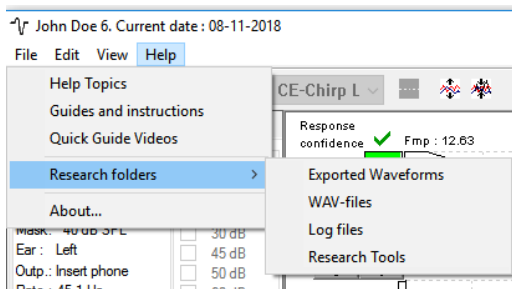 John Doe 6. Current date : 08-11-2018
File Edit View Help
Help Topics
Guides and instructions
Quick Guide Videos
Research folders
About...
Exported Waveforms
WAV-files
Log files
Research Tools
CE-Chirp L
Response
confidence Fmp : 12.63
Mask: 40 dB SPL 30 dB
Ear : Left 45 dB
Outp.: Insert phone 50 dB